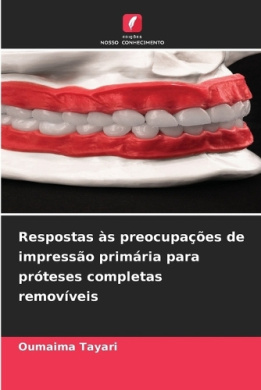 edições
NOSSO CONHECIMENTO
Respostas às preocupações de
impressão primária para
próteses completas
removíveis
Oumaima Tayari